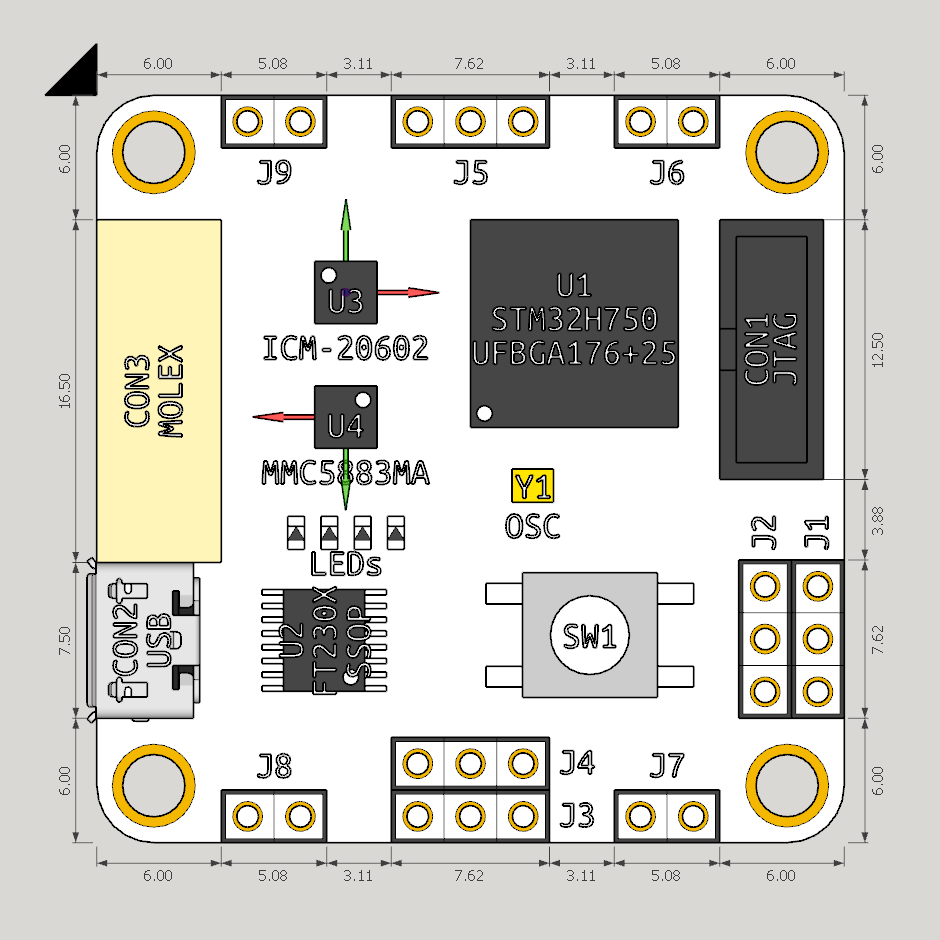 6.00 5.08 3.11 7.62 3.11 5.08 6.00
6.00
6.00
J9
J5
J6
U3
ICM-20602
U1
STM32H750
UFBGA176+25
CON1
JTAG
12.50
16.50
CON3
MOLEX
U4
MMC5883MA
Y1
OSC
3.88
J2
J1
LEDs
7.50
CON2
USB
U2
FT230X
SSOP
SW1
7.62
6.00
J8
J4
J7
J3
6.00
6.00 5.08 3.11 7.62 3.11 5.08 6.00